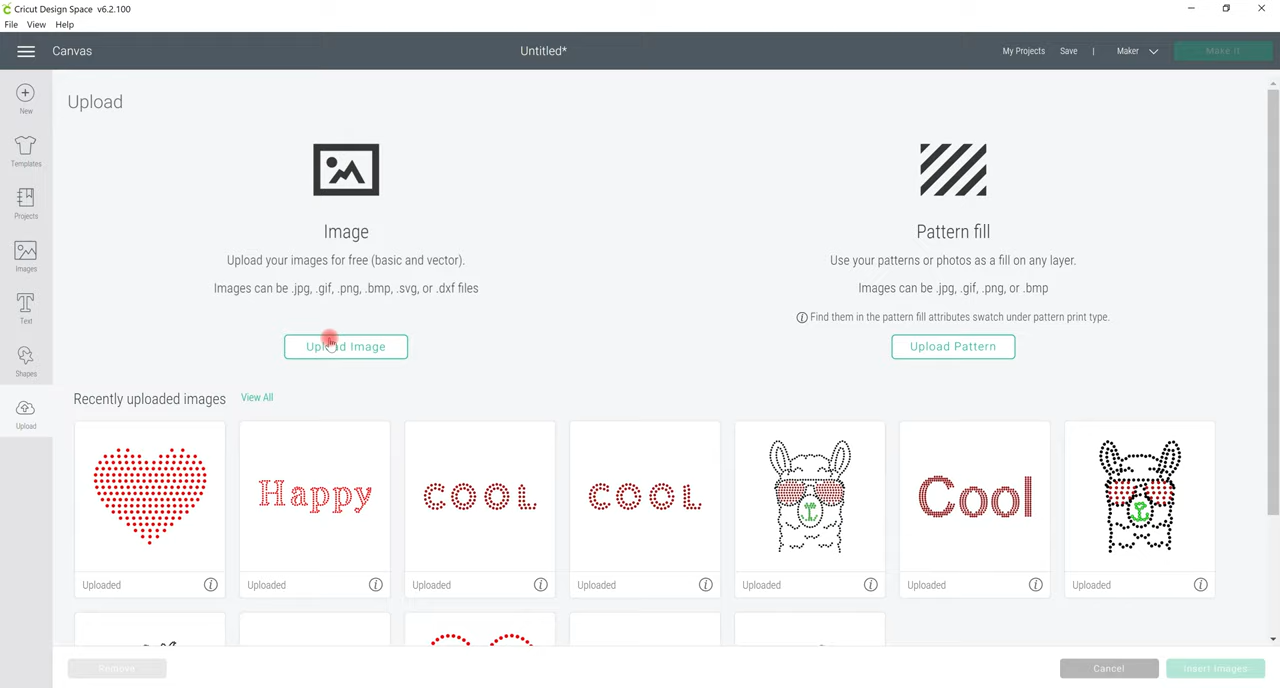 Cricut Design Space v6.2.100
File View Help
Canvas
Untitled*
My Projects Save | Maker
Make It
New
Templates
Projects
Images
Text
Shapes
Upload
Upload
Image
Upload your images for free (basic and vector).
Images can be .jpg, .gif, .png, .bmp, .svg, or .dxf files
Upload Image
Pattern fill
Use your patterns or photos as a fill on any layer.
Images can be .jpg, .gif, .png, or .bmp
Find them in the pattern fill attributes swatch under pattern print type.
Upload Pattern
Recently uploaded images View All
Happy
COOL
COOL
Cool
Uploaded
Uploaded
Uploaded
Uploaded
Uploaded
Uploaded
Uploaded
Remove
Cancel
Insert Images